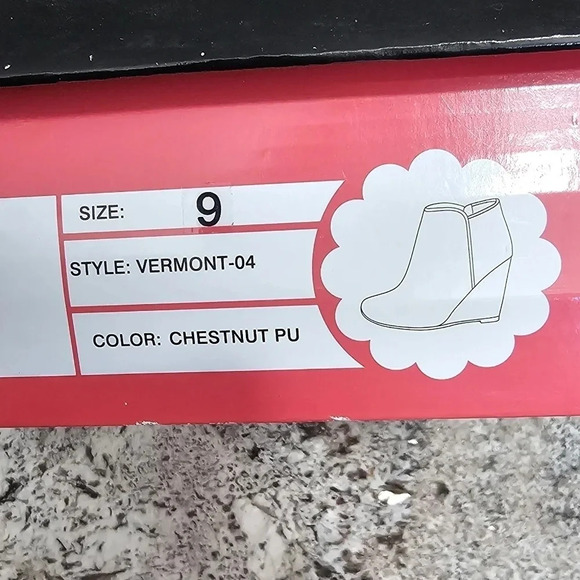 SIZE: 9
STYLE: VERMONT-04
COLOR: CHESTNUT PU